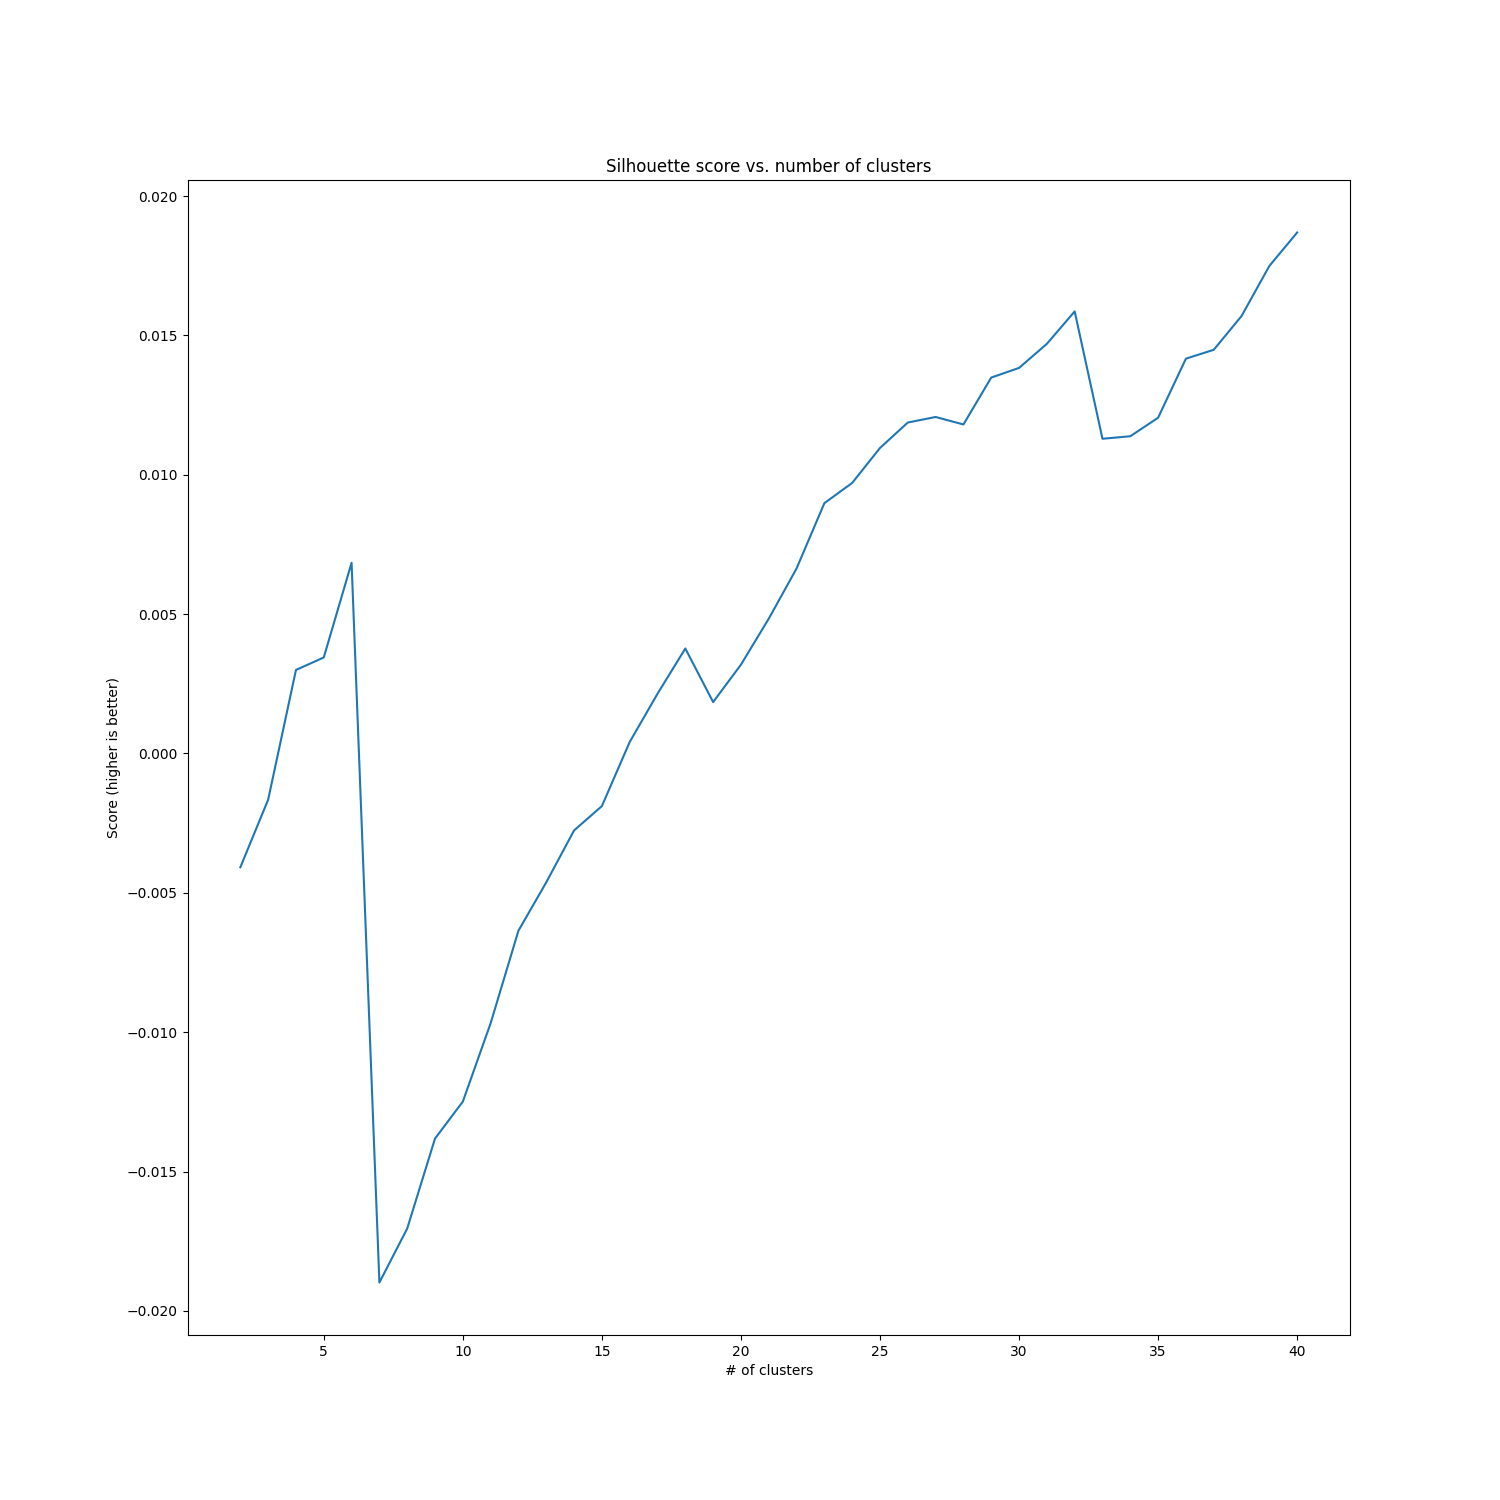 Silhouette score vs. number of clusters
0.020
0.015
0.010
0.005
0.000
−0.005
−0.010
−0.015
−0.020
Score (higher is better)
5 10 15 20 25 30 35 40
# of clusters